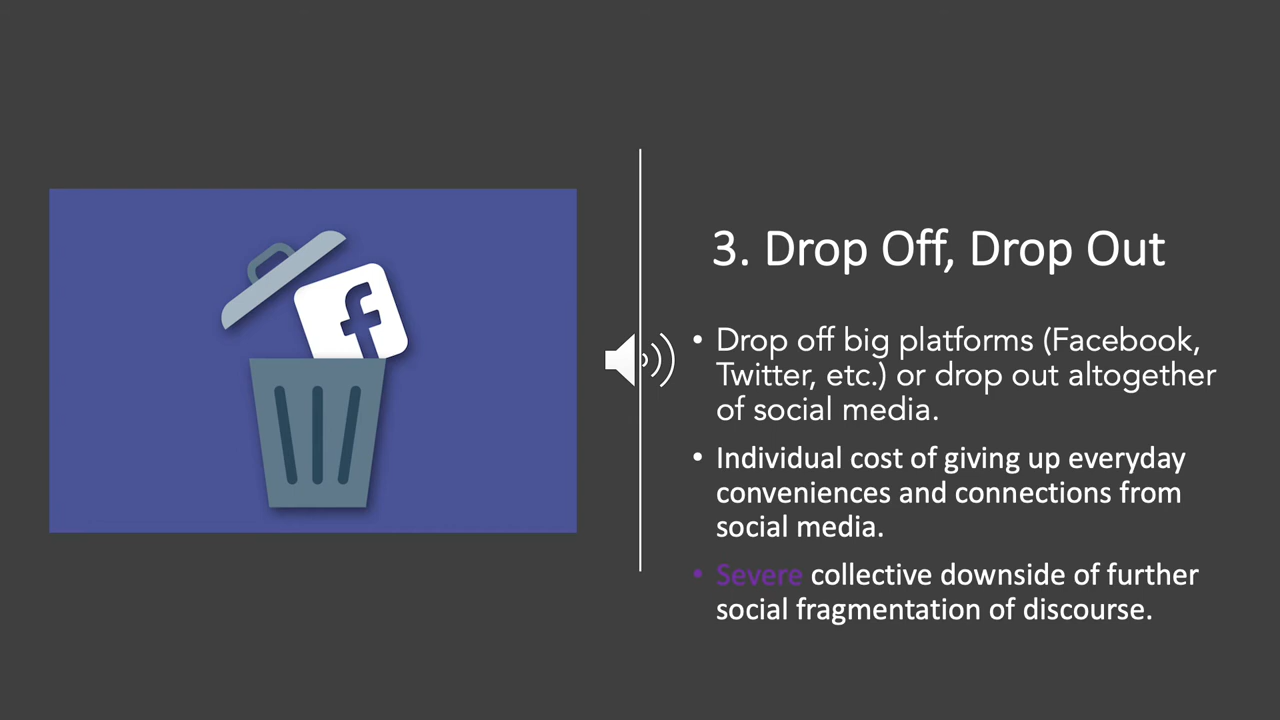 3. Drop Off, Drop Out
• Drop off big platforms (Facebook,
Twitter, etc.) or drop out altogether
of social media.
• Individual cost of giving up everyday
conveniences and connections from
social media.
• Severe collective downside of further
social fragmentation of discourse.